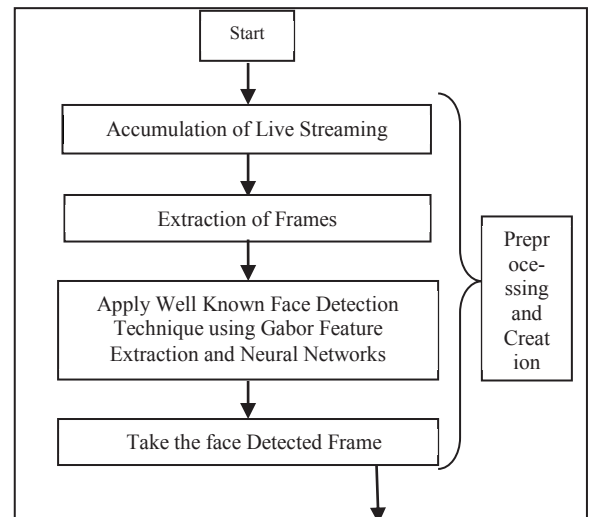 Start
Accumulation of Live Streaming
Extraction of Frames
Apply Well Known Face Detection
Technique using Gabor Feature
Extraction and Neural Networks
Take the face Detected Frame
Prepr
oce-
ssing
and
Creat
ion